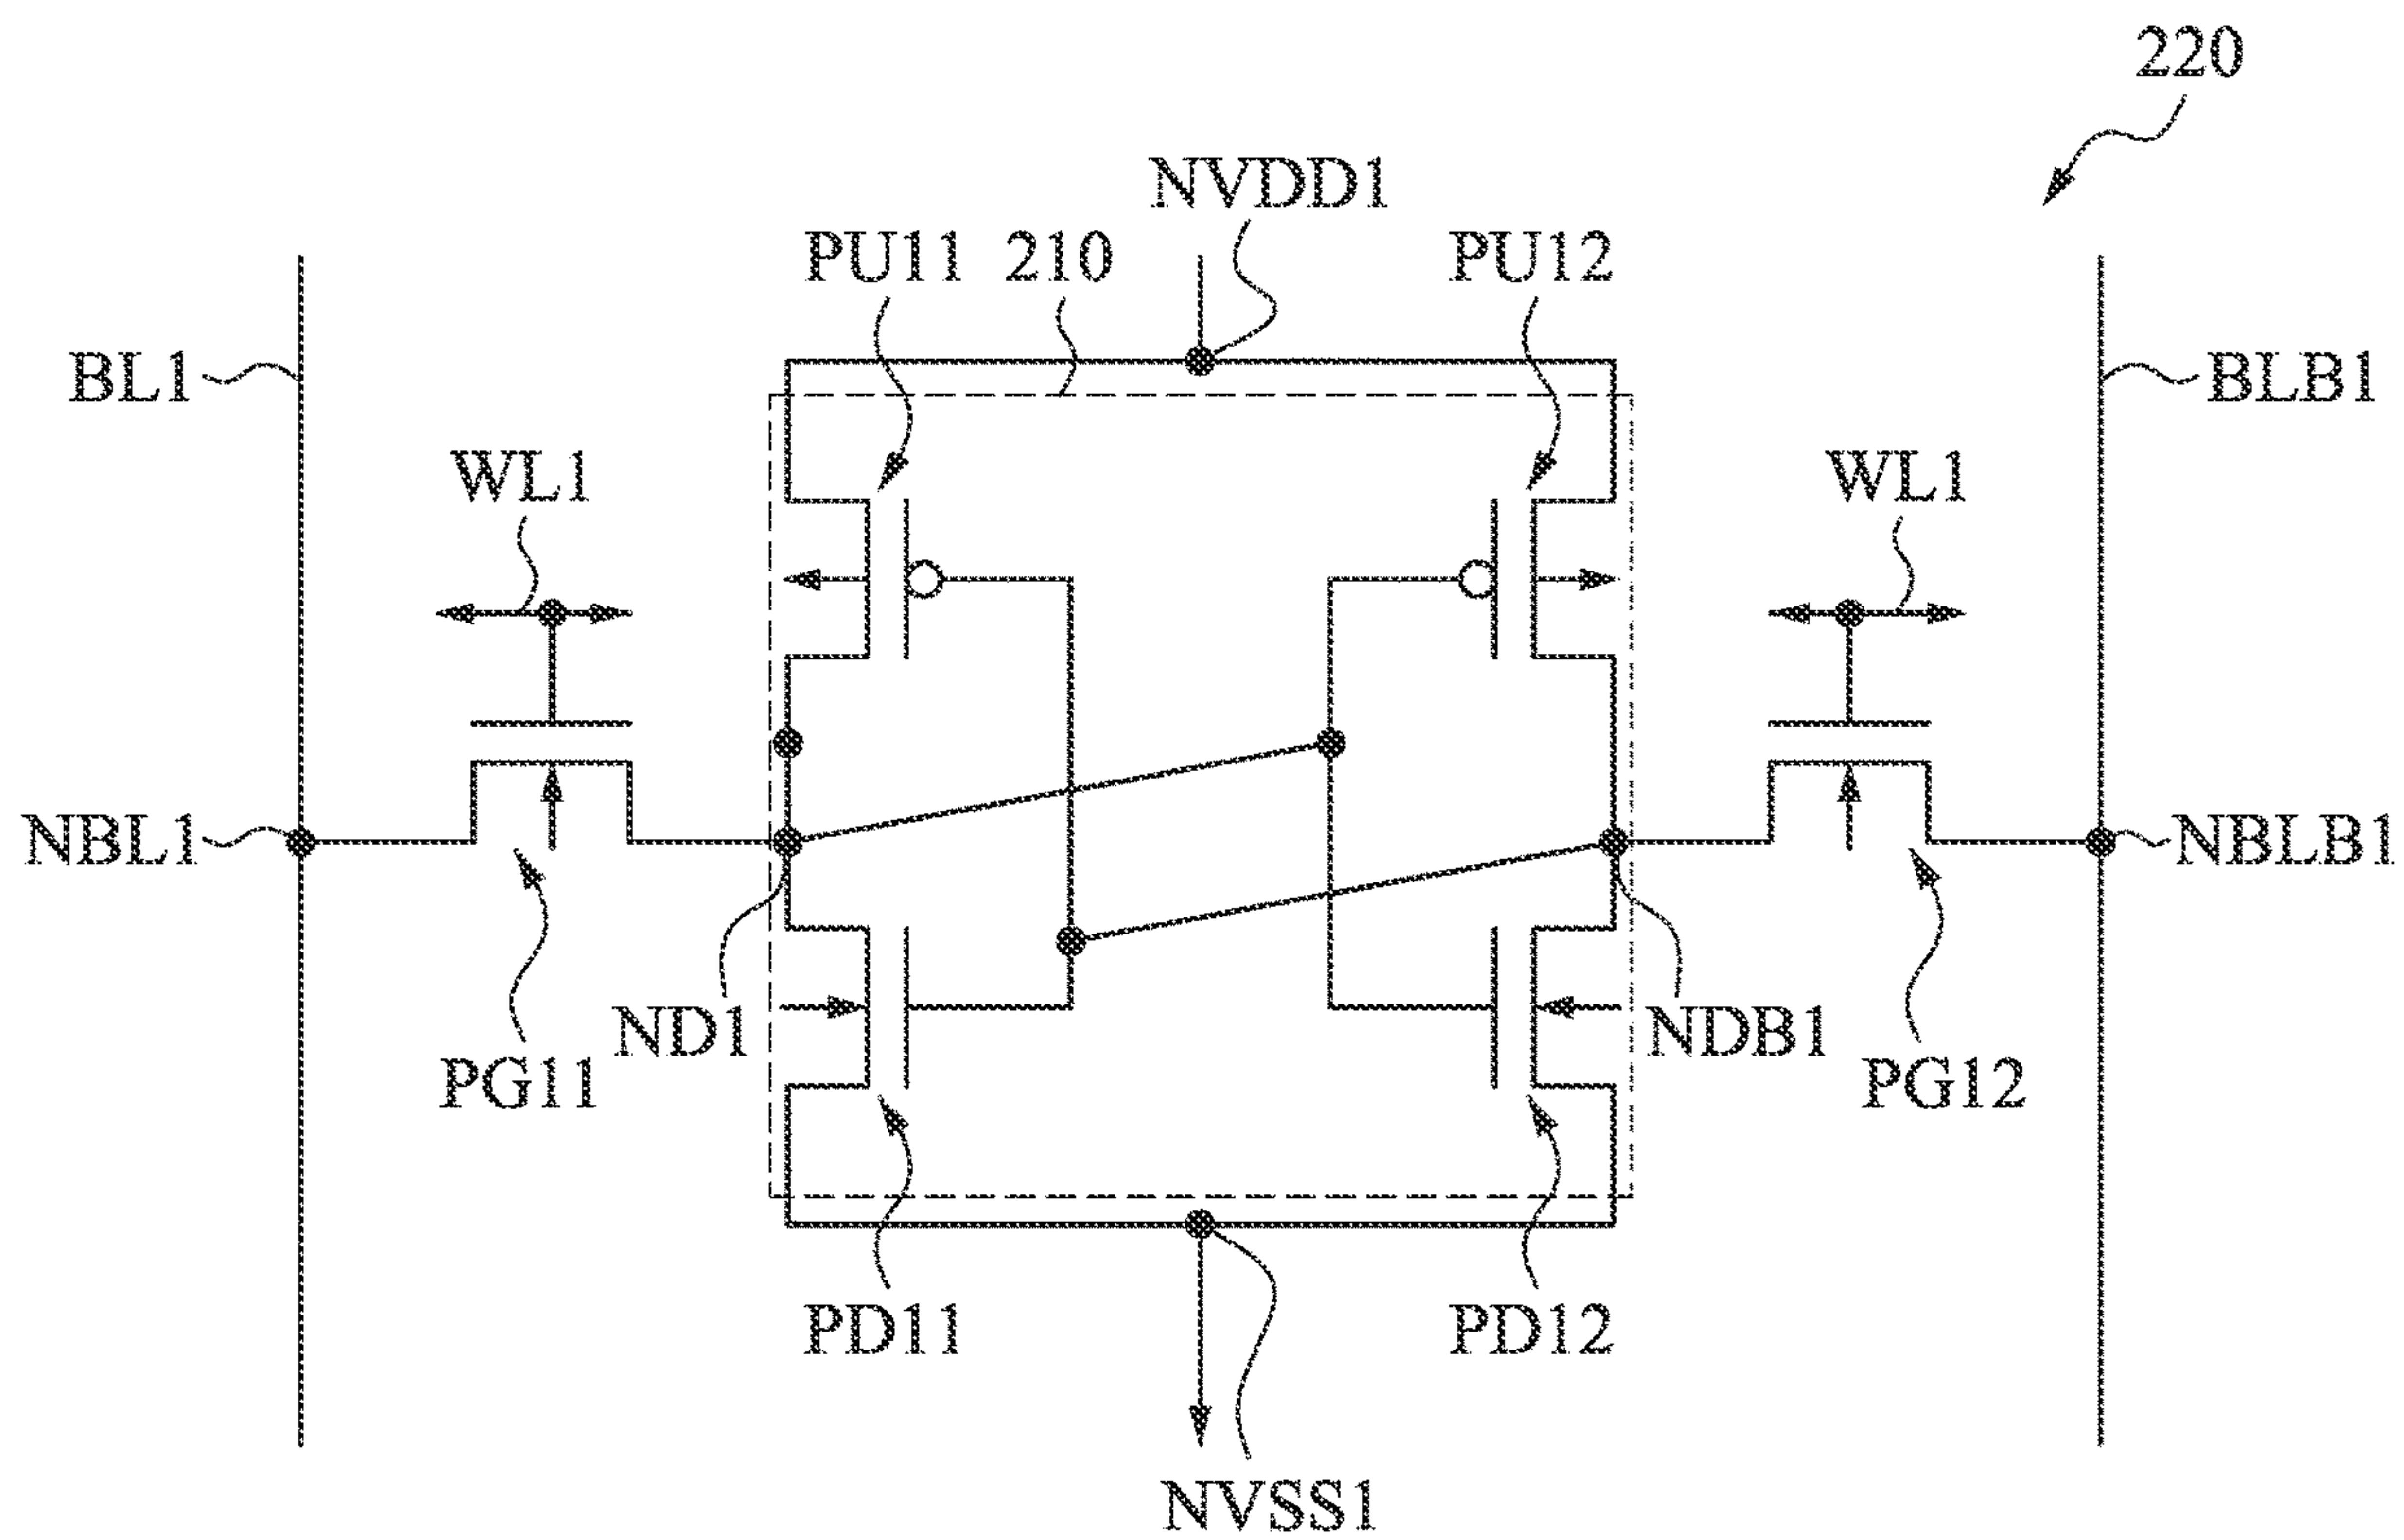 220
NVDD1
PU11
210
PU12
BL1
BLB1
WL1
WL1
NBL1
NBLB1
ND1
NDB1
PG11
PG12
PD11
PD12
NVSS1